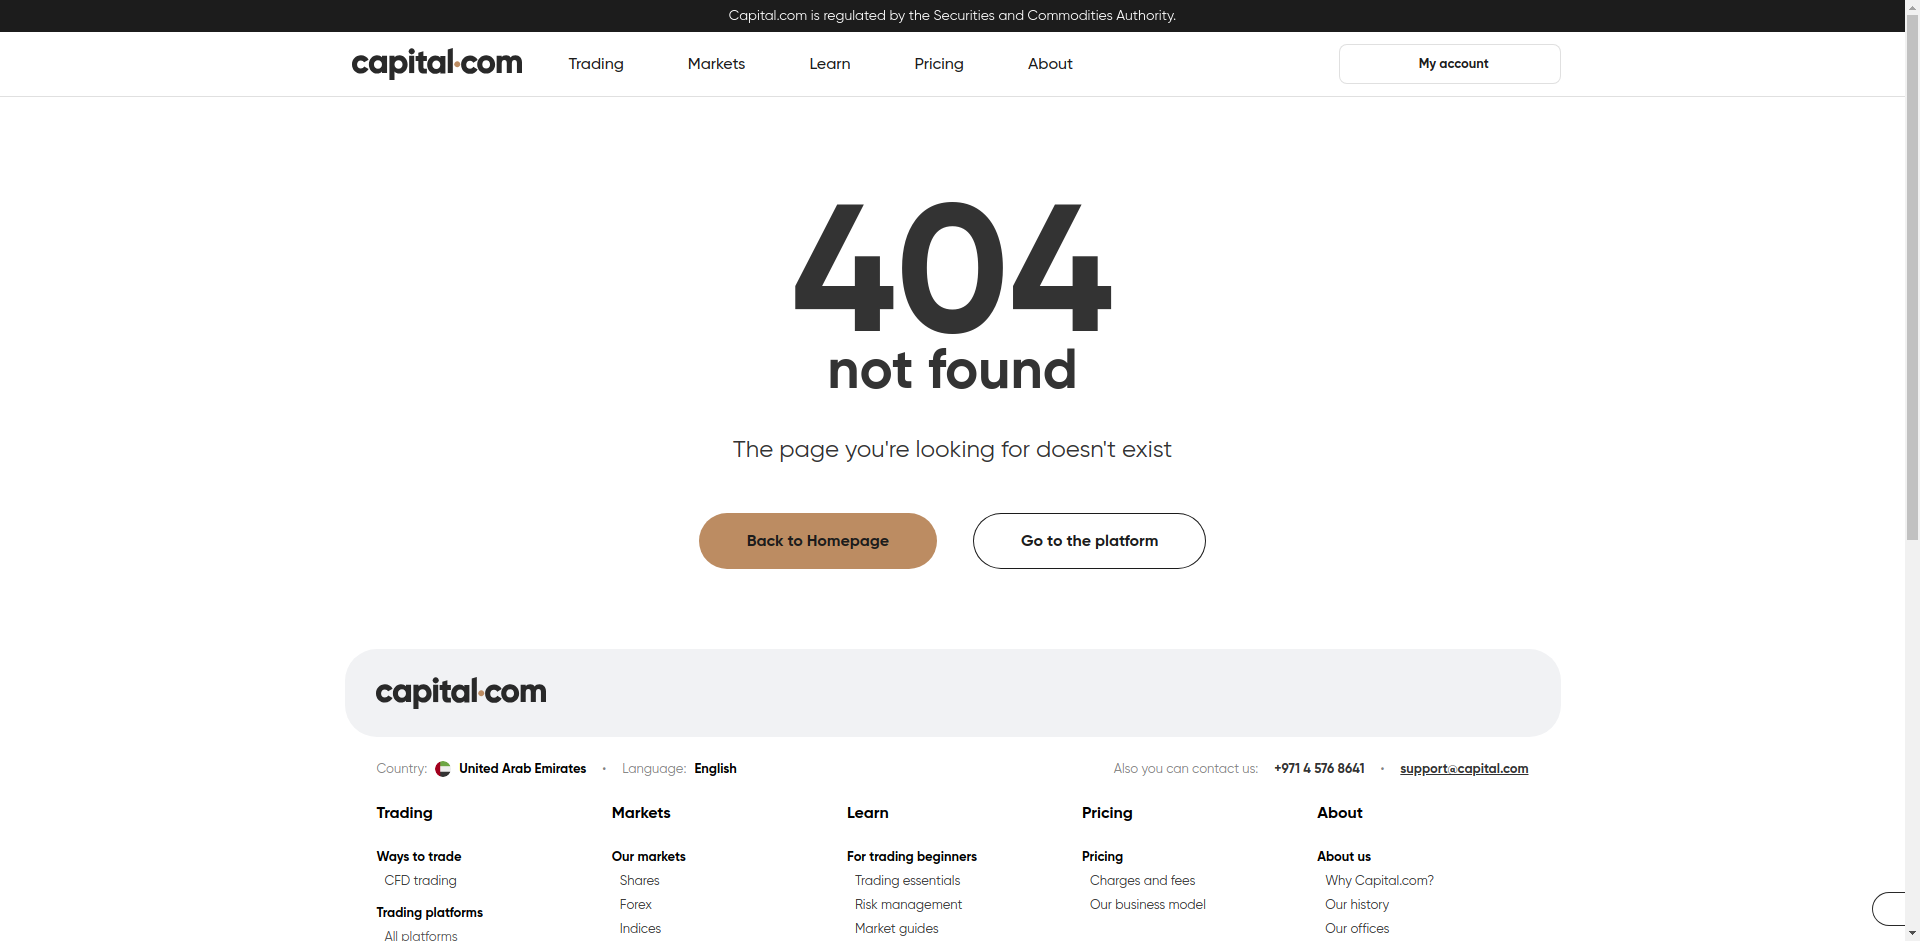 Capital.com is regulated by the Securities and Commodities Authority.
capital.com Trading Markets Learn Pricing About My account
404
not found
The page you're looking for doesn't exist
Back to Homepage Go to the platform
capital.com
Country: United Arab Emirates • Language: English Also you can contact us: +971 4 576 8641 • support@capital.com
Trading Markets Learn Pricing About
Ways to trade Our markets For trading beginners Pricing About us
CFD trading Shares Trading essentials Charges and fees Why Capital.com?
Forex Risk management Our business model Our history
Trading platforms
Indices Market guides Our offices
All platforms